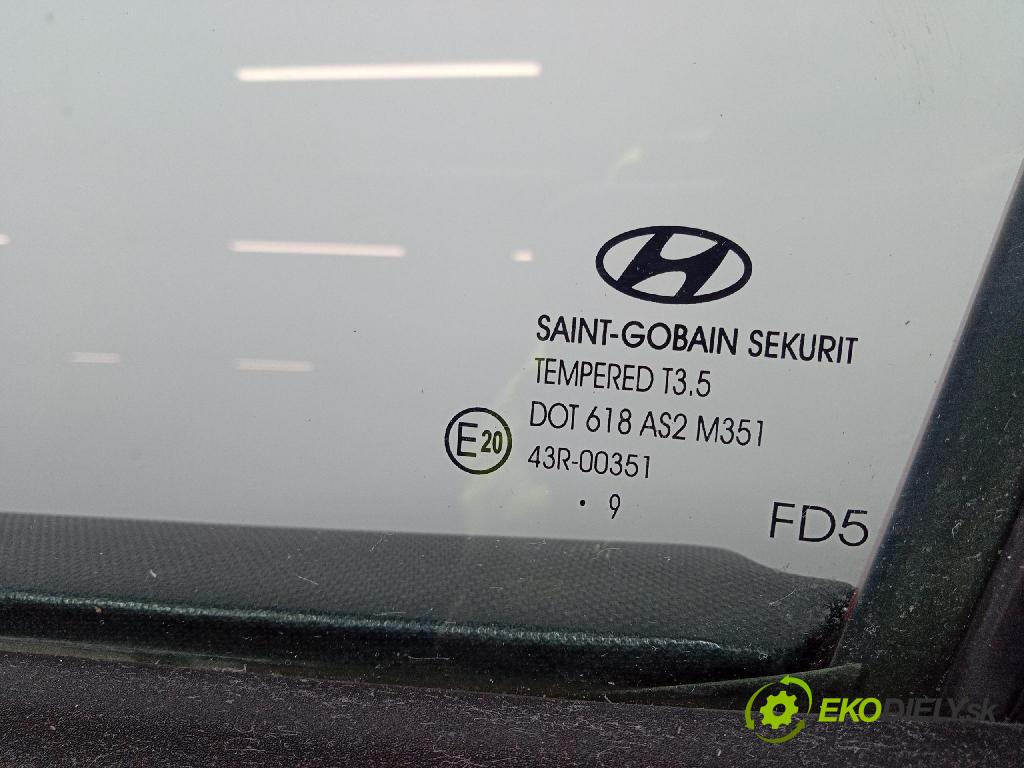 SAINT-GOBAIN SEKURIT
TEMPERED T3.5
DOT 618 AS2 M351
E20
43R-00351
· 9
FD5
EKODIELY.sk